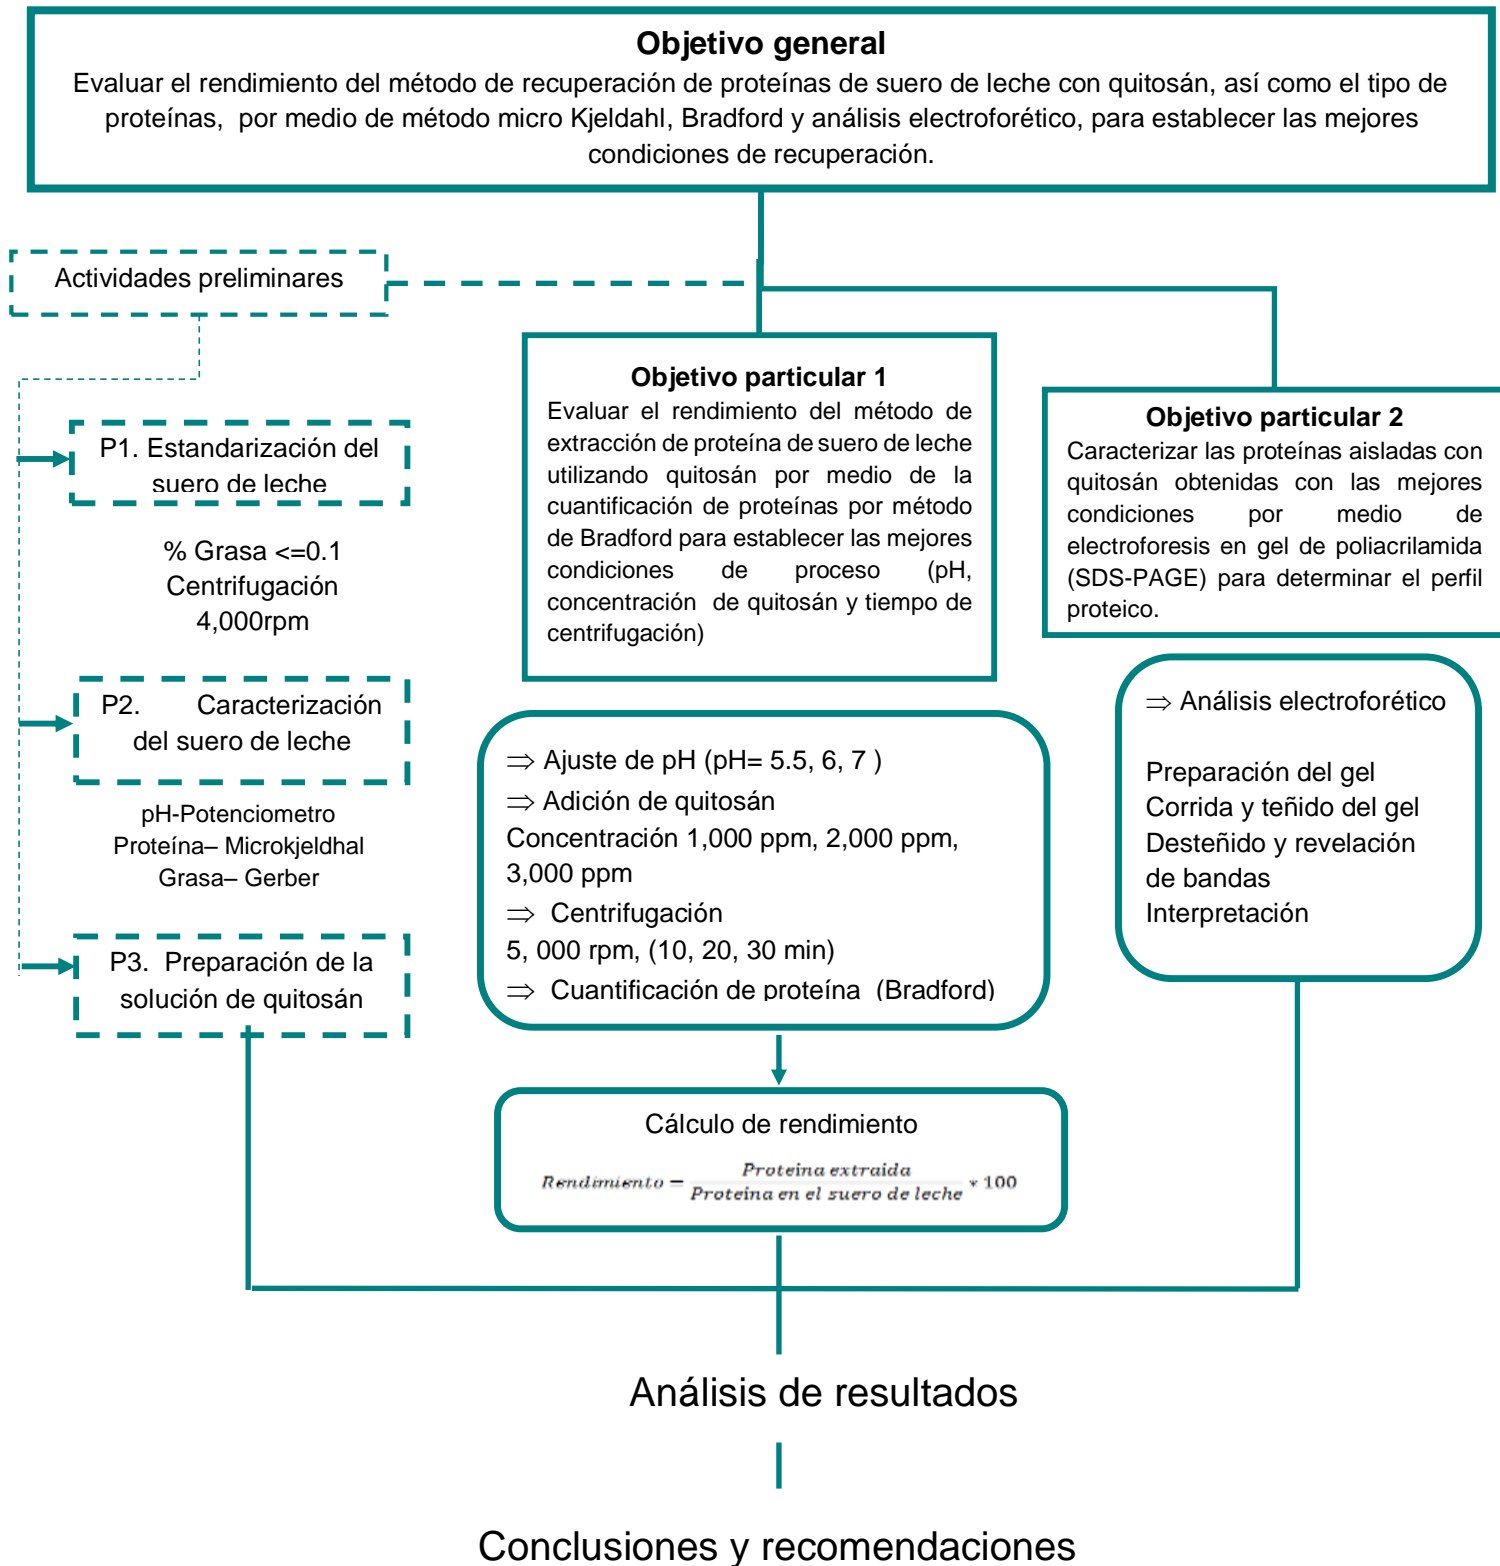 Objetivo general
Evaluar el rendimiento del método de recuperación de proteínas de suero de leche con quitosán, así como el tipo de
proteínas, por medio de método micro Kjeldahl, Bradford y análisis electroforético, para establecer las mejores
condiciones de recuperación.
Actividades preliminares
P1. Estandarización del
suero de leche
% Grasa <=0.1
Centrifugación
4,000rpm
P2. Caracterización
del suero de leche
pH-Potenciometro
Proteína– Microkjeldhal
Grasa– Gerber
P3. Preparación de la
solución de quitosán
Objetivo particular 1
Evaluar el rendimiento del método de
extracción de proteína de suero de leche
utilizando quitosán por medio de la
cuantificación de proteínas por método
de Bradford para establecer las mejores
condiciones de proceso (pH,
concentración de quitosán y tiempo de
centrifugación)
⇒ Ajuste de pH (pH= 5.5, 6, 7 )
⇒ Adición de quitosán
Concentración 1,000 ppm, 2,000 ppm,
3,000 ppm
⇒ Centrifugación
5, 000 rpm, (10, 20, 30 min)
⇒ Cuantificación de proteína (Bradford)
Cálculo de rendimiento
Rendimiento = Proteína extraida / Proteína en el suero de leche * 100
Objetivo particular 2
Caracterizar las proteínas aisladas con
quitosán obtenidas con las mejores
condiciones por medio de
electroforesis en gel de poliacrilamida
(SDS-PAGE) para determinar el perfil
proteico.
⇒ Análisis electroforético
Preparación del gel
Corrida y teñido del gel
Desteñido y revelación
de bandas
Interpretación
Análisis de resultados
Conclusiones y recomendaciones